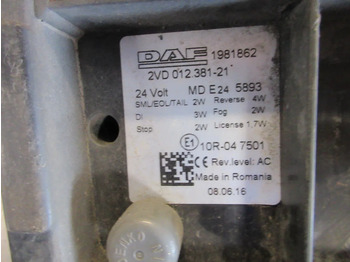 DAF 1981862
2VD 012.381-21
24 Volt MD E24 5893
SML/EOL/TAIL 2W Reverse 4W
DI 3W Fog 2W
Stop 2W License 1.7W
E1 10R-04 7501
CE Rev.level: AC
Made in Romania
08.06.16